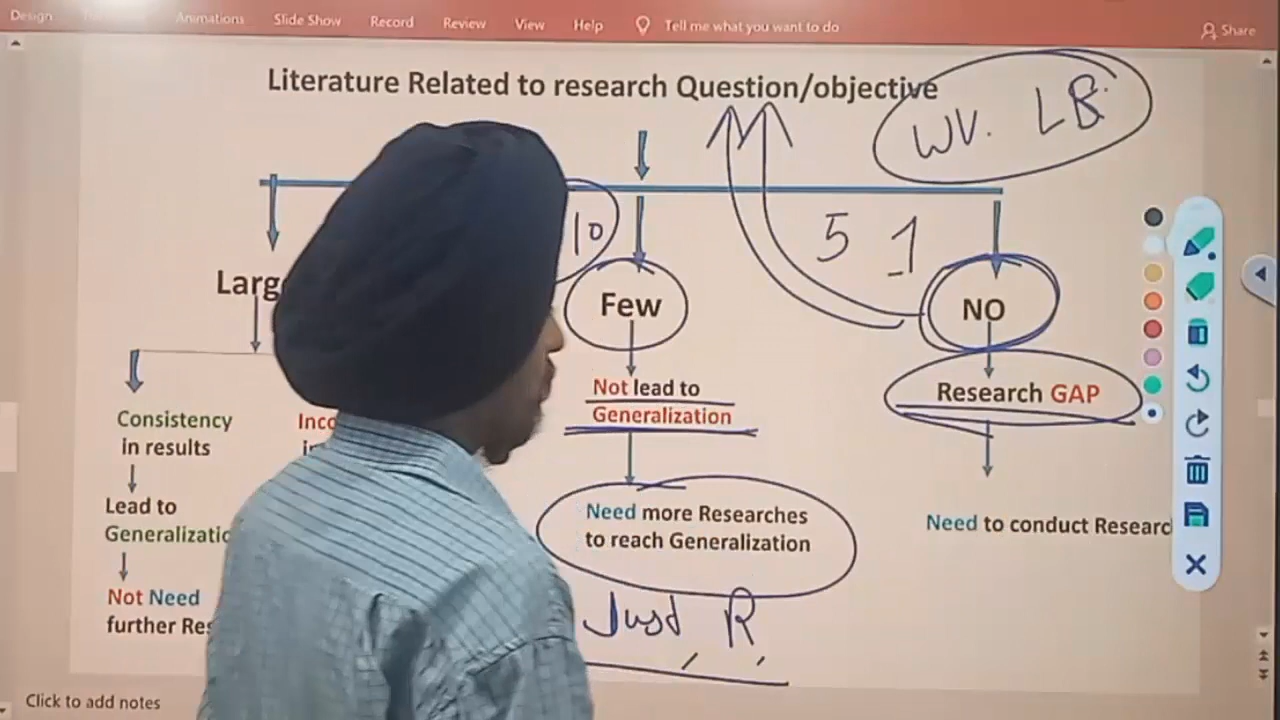 Design Animations Slide Show Record Review View Help Tell me what you want to do Share
Literature Related to research Question/objective
WV. LB.
10
5 1
Larg
Few
NO
Not lead to
Generalization
Research GAP
Consistency
in results
Inco
in
Lead to
Generalizatio
Need more Researches
to reach Generalization
Need to conduct Researc
Not Need
further Res
Just R
Click to add notes